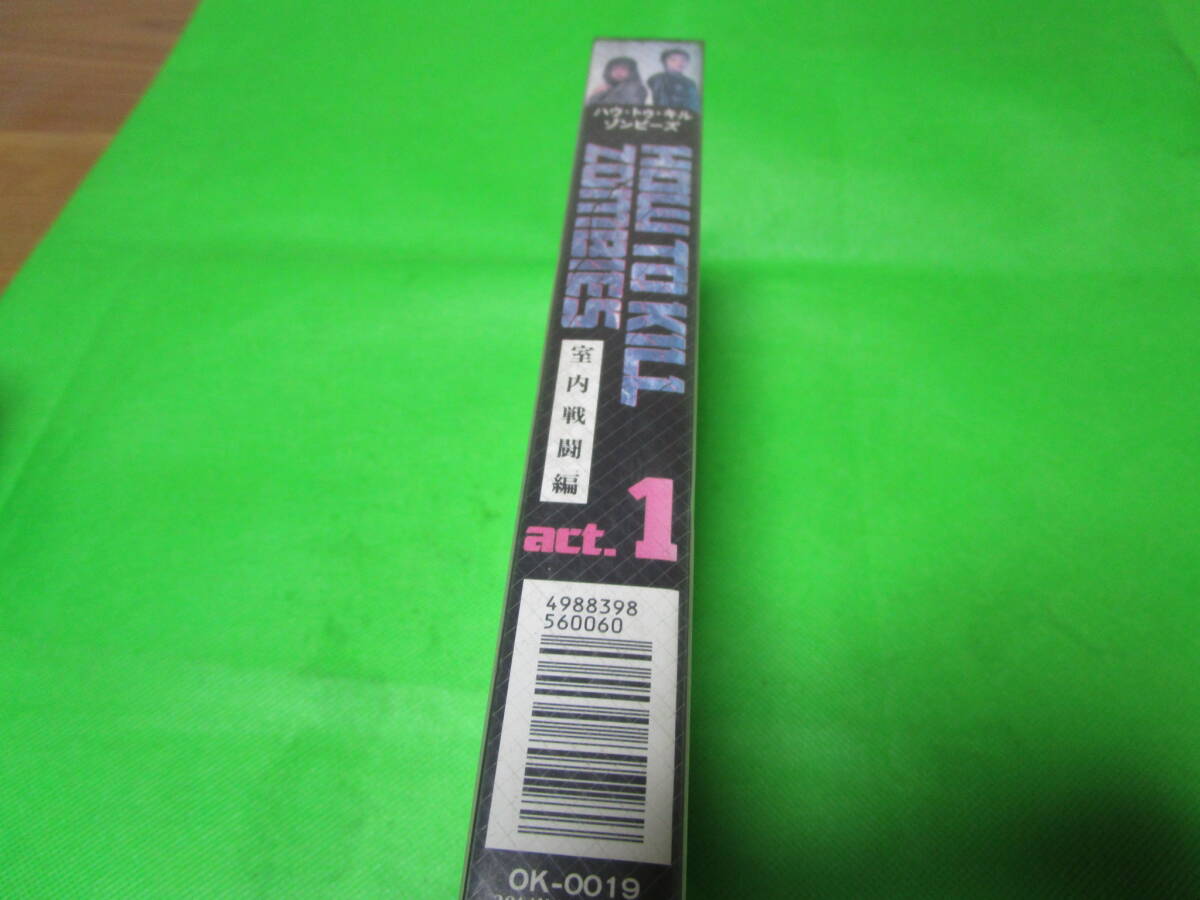 ハウ・トゥ・キル
ゾンビーズ
HOW TO KILL
ZOMBIES
室内戦闘編
act. 1
4988398
560060
OK-0019